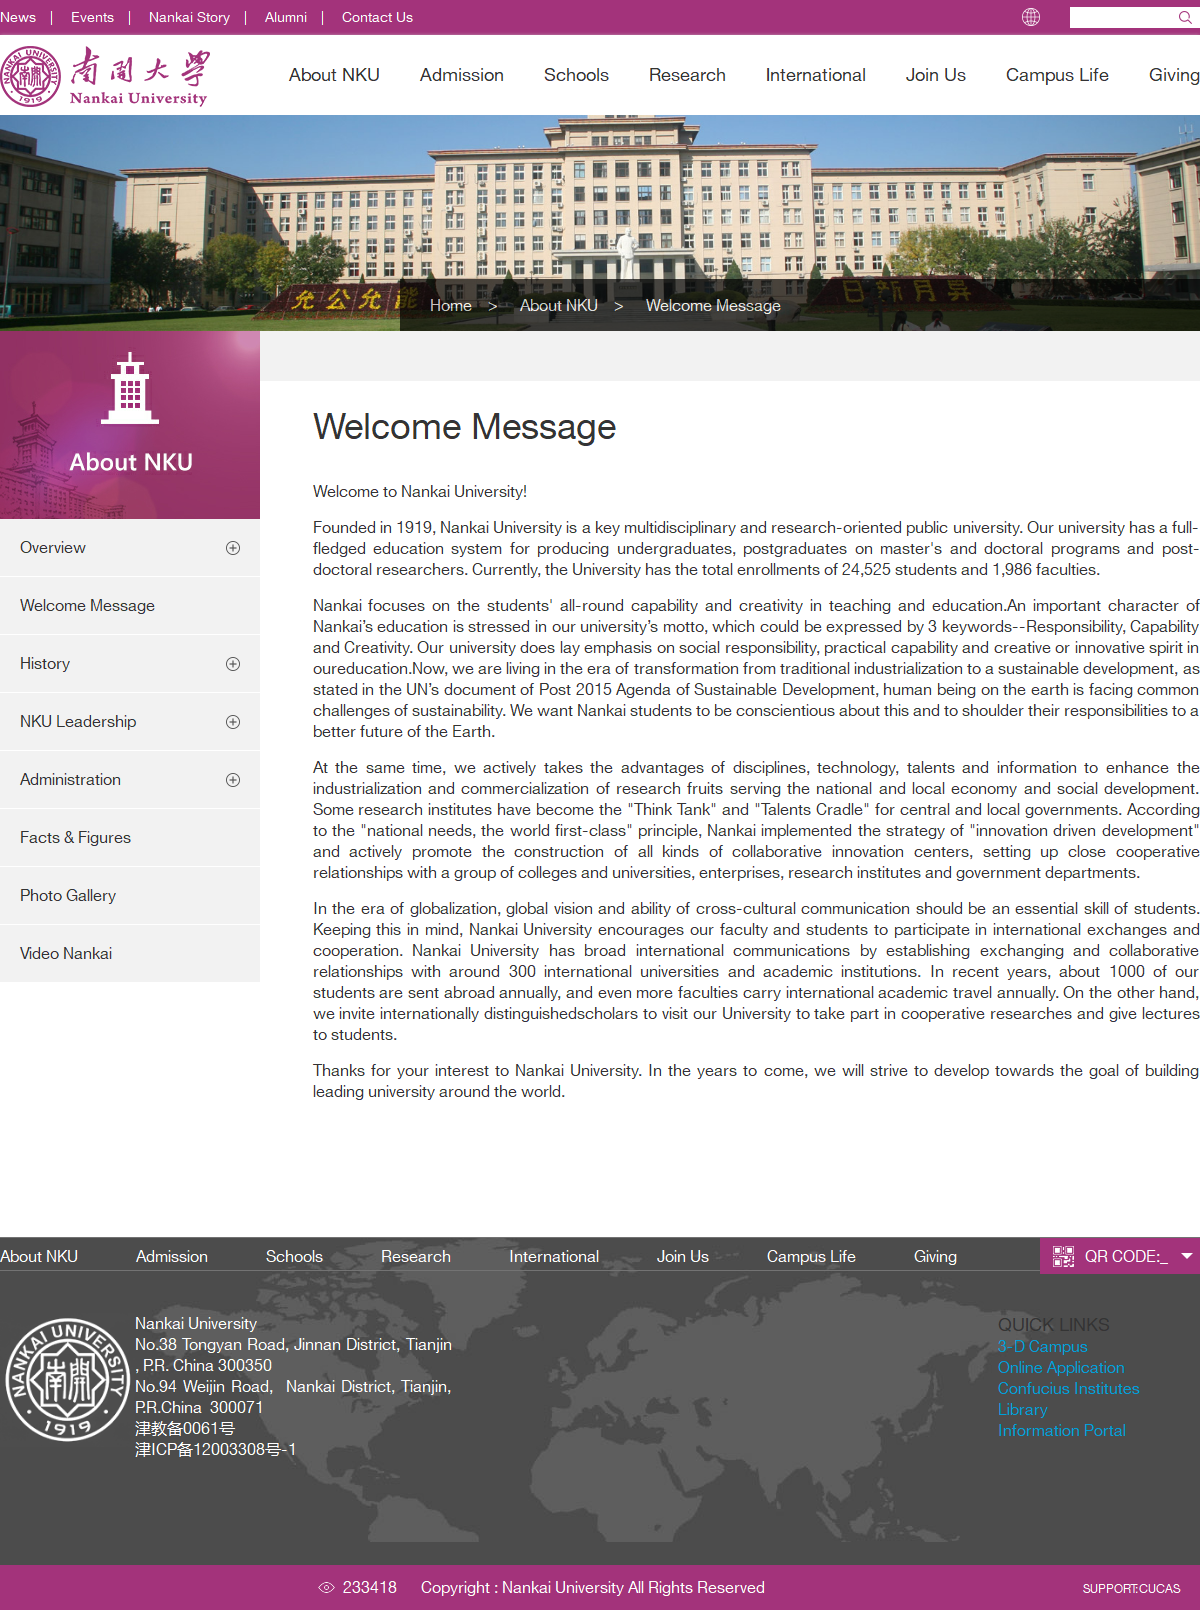 News | Events | Nankai Story | Alumni | Contact Us
南開大學
Nankai University
NANKAI UNIVERSITY
南開
1919
About NKU Admission Schools Research International Join Us Campus Life Giving
允公允能
日新月异
Home > About NKU > Welcome Message
About NKU
Overview
Welcome Message
History
NKU Leadership
Administration
Facts & Figures
Photo Gallery
Video Nankai
Welcome Message
Welcome to Nankai University!
Founded in 1919, Nankai University is a key multidisciplinary and research-oriented public university. Our university has a full-
fledged education system for producing undergraduates, postgraduates on master's and doctoral programs and post-
doctoral researchers. Currently, the University has the total enrollments of 24,525 students and 1,986 faculties.
Nankai focuses on the students' all-round capability and creativity in teaching and education.An important character of
Nankai’s education is stressed in our university’s motto, which could be expressed by 3 keywords--Responsibility, Capability
and Creativity. Our university does lay emphasis on social responsibility, practical capability and creative or innovative spirit in
oureducation.Now, we are living in the era of transformation from traditional industrialization to a sustainable development, as
stated in the UN’s document of Post 2015 Agenda of Sustainable Development, human being on the earth is facing common
challenges of sustainability. We want Nankai students to be conscientious about this and to shoulder their responsibilities to a
better future of the Earth.
At the same time, we actively takes the advantages of disciplines, technology, talents and information to enhance the
industrialization and commercialization of research fruits serving the national and local economy and social development.
Some research institutes have become the "Think Tank" and "Talents Cradle" for central and local governments. According
to the "national needs, the world first-class" principle, Nankai implemented the strategy of "innovation driven development"
and actively promote the construction of all kinds of collaborative innovation centers, setting up close cooperative
relationships with a group of colleges and universities, enterprises, research institutes and government departments.
In the era of globalization, global vision and ability of cross-cultural communication should be an essential skill of students.
Keeping this in mind, Nankai University encourages our faculty and students to participate in international exchanges and
cooperation. Nankai University has broad international communications by establishing exchanging and collaborative
relationships with around 300 international universities and academic institutions. In recent years, about 1000 of our
students are sent abroad annually, and even more faculties carry international academic travel annually. On the other hand,
we invite internationally distinguishedscholars to visit our University to take part in cooperative researches and give lectures
to students.
Thanks for your interest to Nankai University. In the years to come, we will strive to develop towards the goal of building
leading university around the world.
About NKU Admission Schools Research International Join Us Campus Life Giving QR CODE:_
NANKAI UNIVERSITY
南開
1919
Nankai University
No.38 Tongyan Road, Jinnan District, Tianjin
, P.R. China 300350
No.94 Weijin Road, Nankai District, Tianjin,
P.R.China 300071
津教备0061号
津ICP备12003308号-1
QUICK LINKS
3-D Campus
Online Application
Confucius Institutes
Library
Information Portal
233418 Copyright : Nankai University All Rights Reserved
SUPPORT:CUCAS